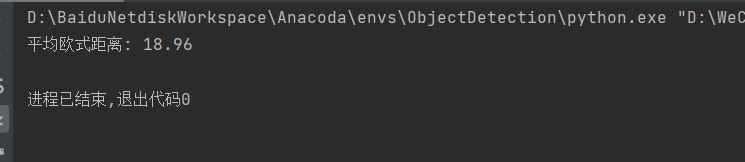 D:\BaiduNetdiskWorkspace\Anacoda\envs\ObjectDetection\python.exe "D:\WeC
平均欧式距离: 18.96
进程已结束,退出代码0